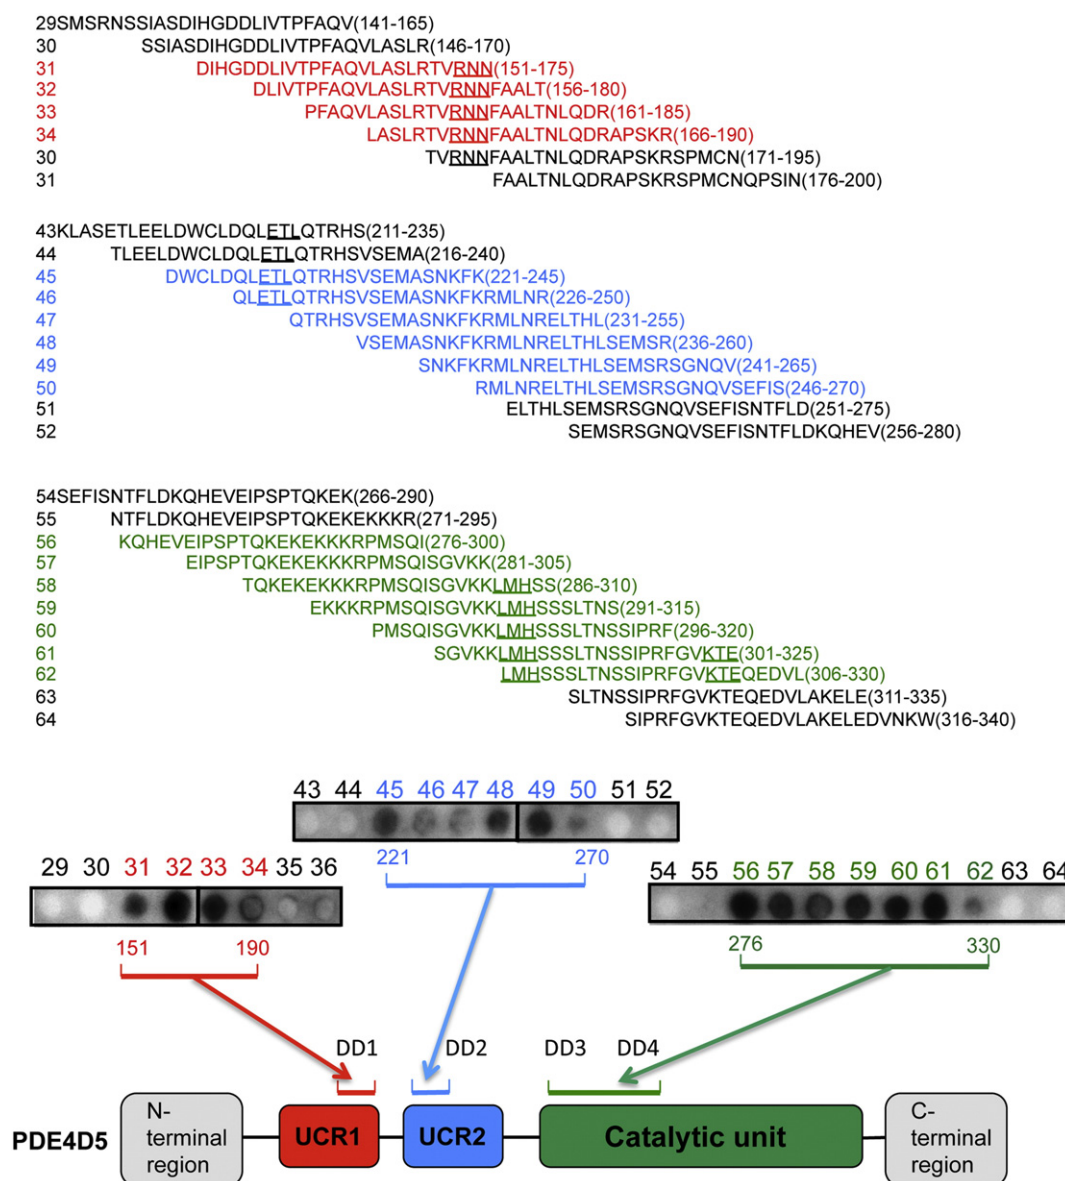 29SMSRNSSIASDIHGDDLIVTPFAQV(141-165)
30 SSIASDIHGDDLIVTPFAQVLASLR(146-170)
31 DIHGDDLIVTPFAQVLASLRTVRNN(151-175)
32 DLIVTPFAQVLASLRTVRNNFAALT(156-180)
33 PFAQVLASLRTVRNNFAALTNLQDR(161-185)
34 LASLRTVRNNFAALTNLQDRAPSKR(166-190)
30 TVRNNFAALTNLQDRAPSKRSPMCN(171-195)
31 FAALTNLQDRAPSKRSPMCNQPSIN(176-200)
43KLASETLEELDWCLDQLETLQTRHS(211-235)
44 TLEELDWCLDQLETLQTRHSVSEMA(216-240)
45 DWCLDQLETLQTRHSVSEMASNKFK(221-245)
46 QLETLQTRHSVSEMASNKFKRMLNR(226-250)
47 QTRHSVSEMASNKFKRMLNRELTHL(231-255)
48 VSEMASNKFKRMLNRELTHLSEMSR(236-260)
49 SNKFKRMLNRELTHLSEMSRSGNQV(241-265)
50 RMLNRELTHLSEMSRSGNQVSEFIS(246-270)
51 ELTHLSEMSRSGNQVSEFISNTFLD(251-275)
52 SEMSRSGNQVSEFISNTFLDKQHEV(256-280)
54SEFISNTFLDKQHEVEIPSPTQKEK(266-290)
55 NTFLDKQHEVEIPSPTQKEKEKKKR(271-295)
56 KQHEVEIPSPTQKEKEKKKRPMSQI(276-300)
57 EIPSPTQKEKEKKKRPMSQISGVKK(281-305)
58 TQKEKEKKKRPMSQISGVKKLMHSS(286-310)
59 EKKKRPMSQISGVKKLMHSSSLTNS(291-315)
60 PMSQISGVKKLMHSSSLTNSSIPRF(296-320)
61 SGVKKLMHSSSLTNSSIPRFGVKTE(301-325)
62 LMHSSSLTNSSIPRFGVKTEQEDVL(306-330)
63 SLTNSSIPRFGVKTEQEDVLAKELE(311-335)
64 SIPRFGVKTEQEDVLAKELEDVNKW(316-340)
43 44 45 46 47 48 49 50 51 52
221 270
29 30 31 32 33 34 35 36
151 190
54 55 56 57 58 59 60 61 62 63 64
276 330
DD1 DD2 DD3 DD4
PDE4D5
N-
terminal
region
UCR1
UCR2
Catalytic unit
C-
terminal
region